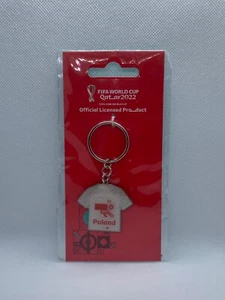 FIFA WORLD CUP
Qatar2022
Official Licensed Product
Poland